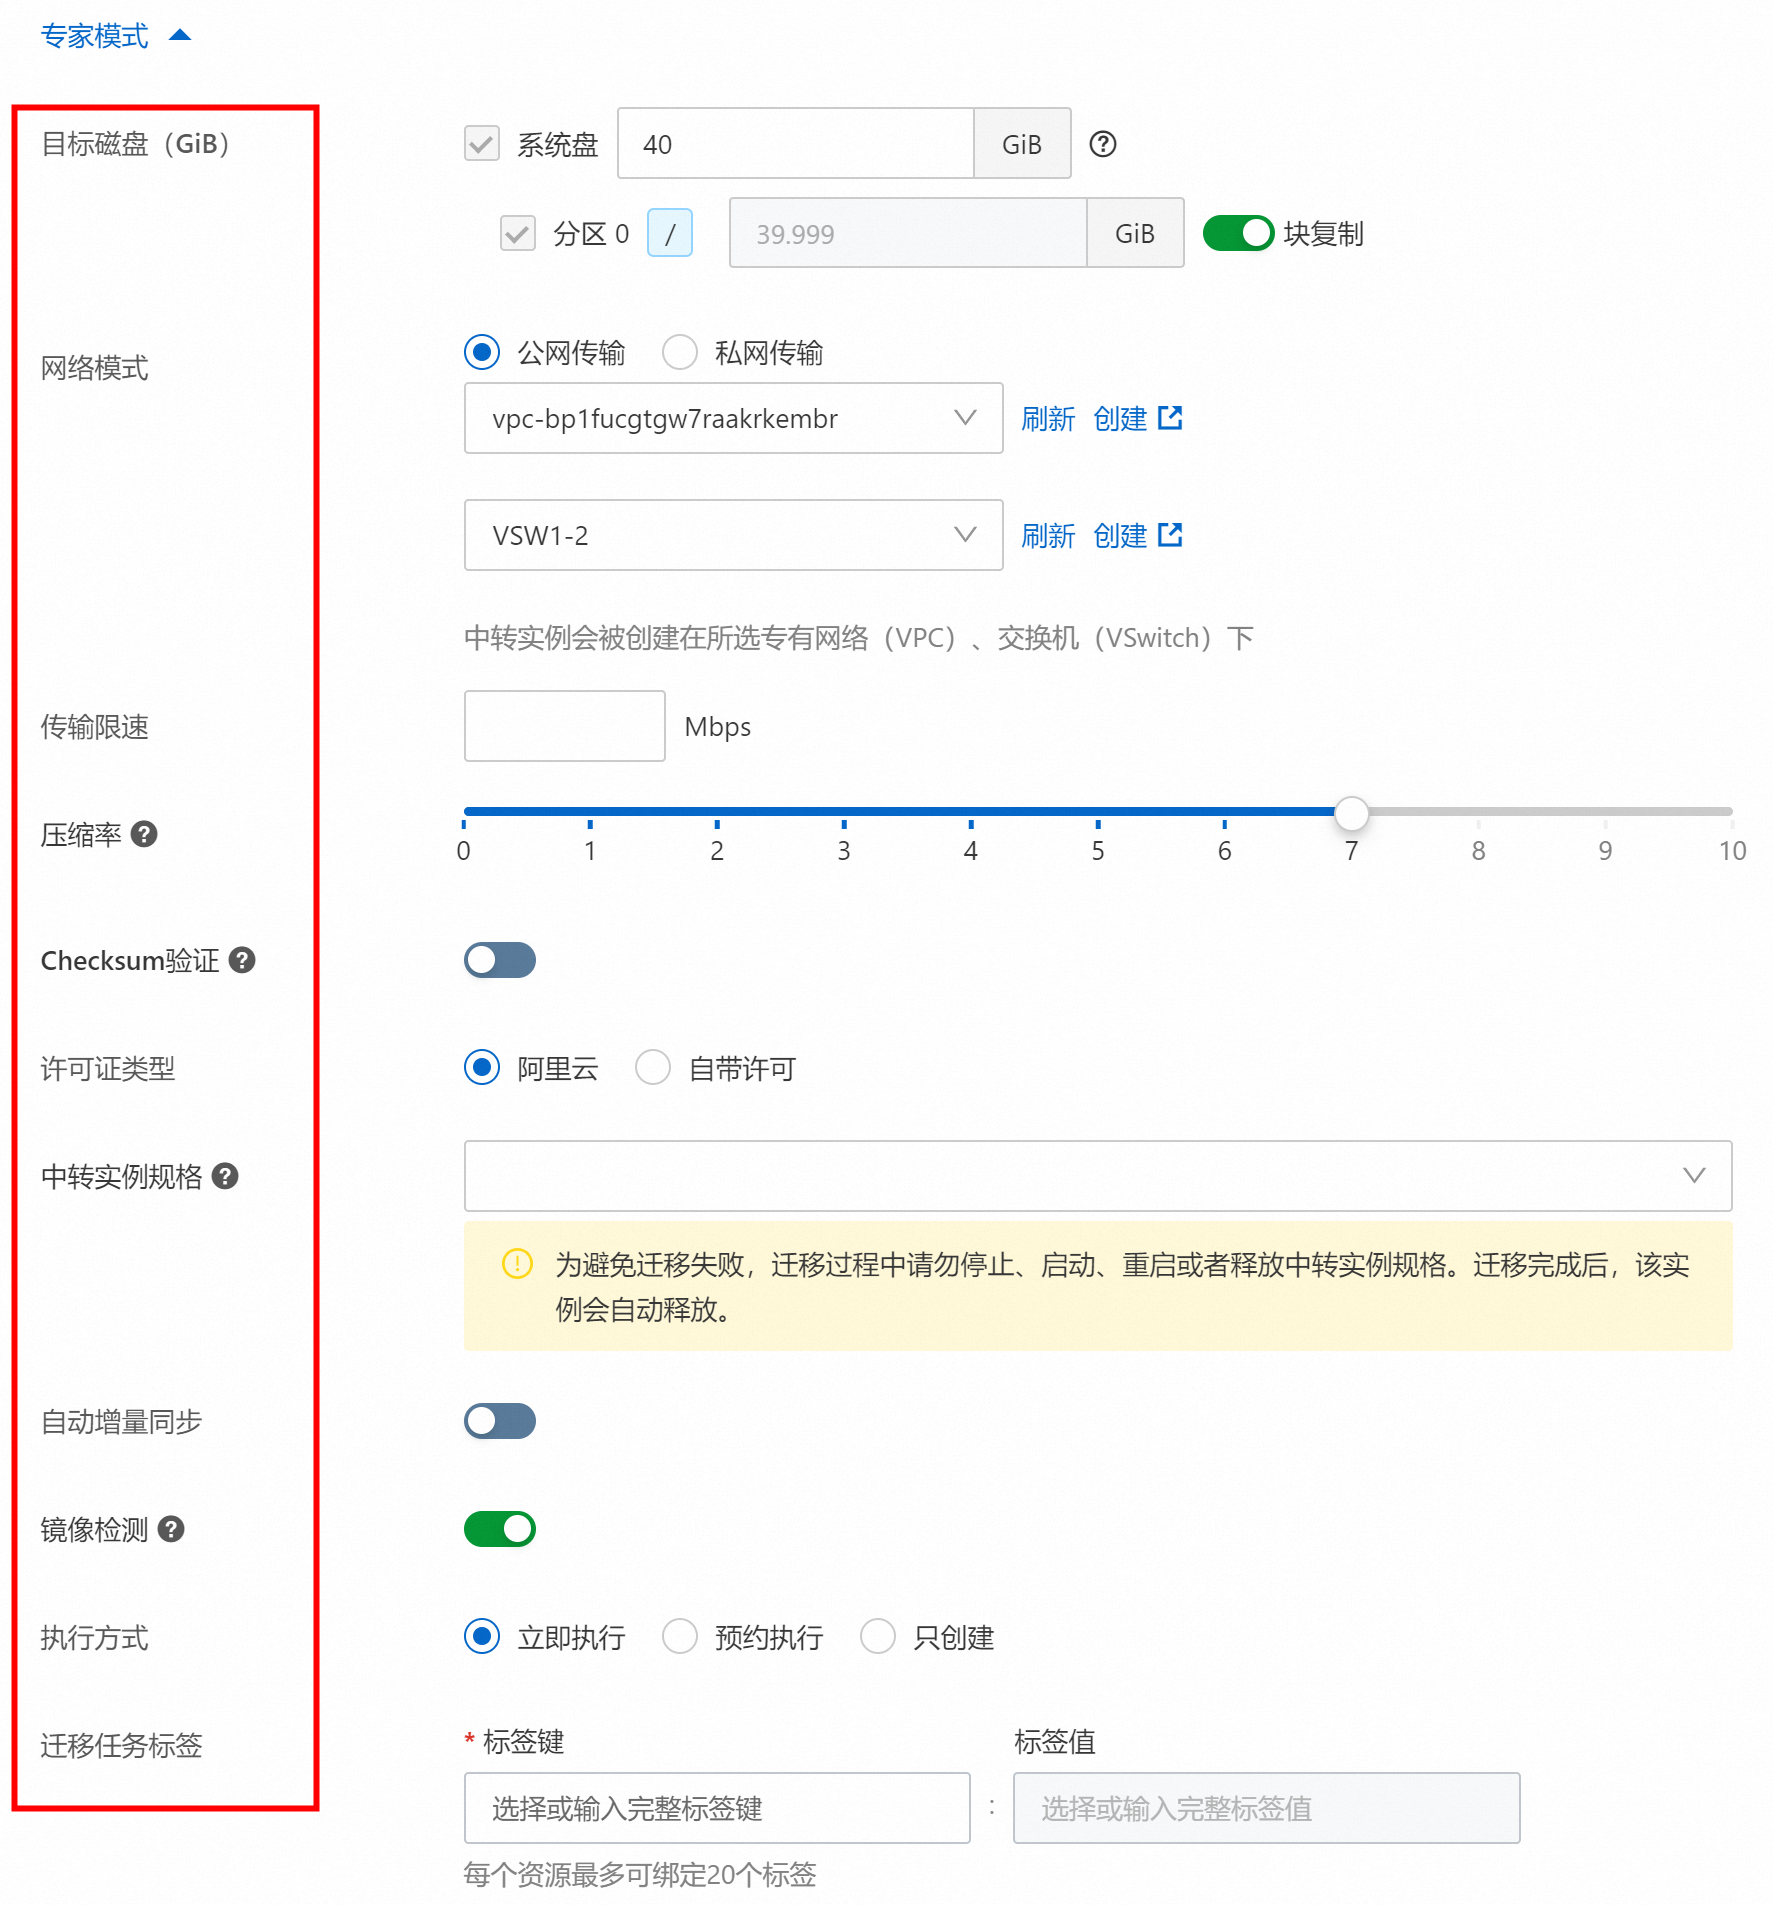 专家模式
目标磁盘（GiB）
系统盘 40 GiB
分区 0 / 39.999 GiB 块复制
网络模式
公网传输 私网传输
vpc-bp1fucgtgw7raakrkembr 刷新 创建
VSW1-2 刷新 创建
中转实例会被创建在所选专有网络（VPC）、交换机（VSwitch）下
传输限速 Mbps
压缩率
0 1 2 3 4 5 6 7 8 9 10
Checksum验证
许可证类型 阿里云 自带许可
中转实例规格
为避免迁移失败，迁移过程中请勿停止、启动、重启或者释放中转实例规格。迁移完成后，该实
例会自动释放。
自动增量同步
镜像检测
执行方式 立即执行 预约执行 只创建
迁移任务标签
* 标签键 标签值
选择或输入完整标签键 : 选择或输入完整标签值
每个资源最多可绑定20个标签